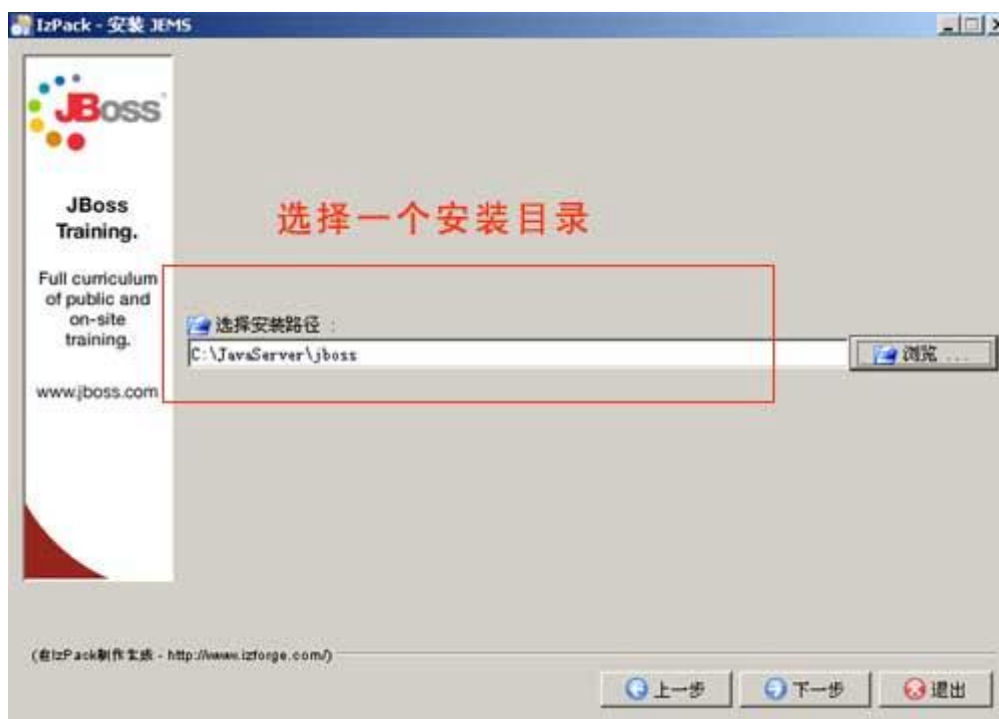 IzPack - 安装 JEMS
JBoss
JBoss
Training.
Full curriculum
of public and
on-site
training.
www.jboss.com
选择一个安装目录
选择安装路径 :
C:\JavaServer\jboss
浏览 ...
(在IzPack制作生成 - http://www.izforge.com/)
上一步
下一步
退出